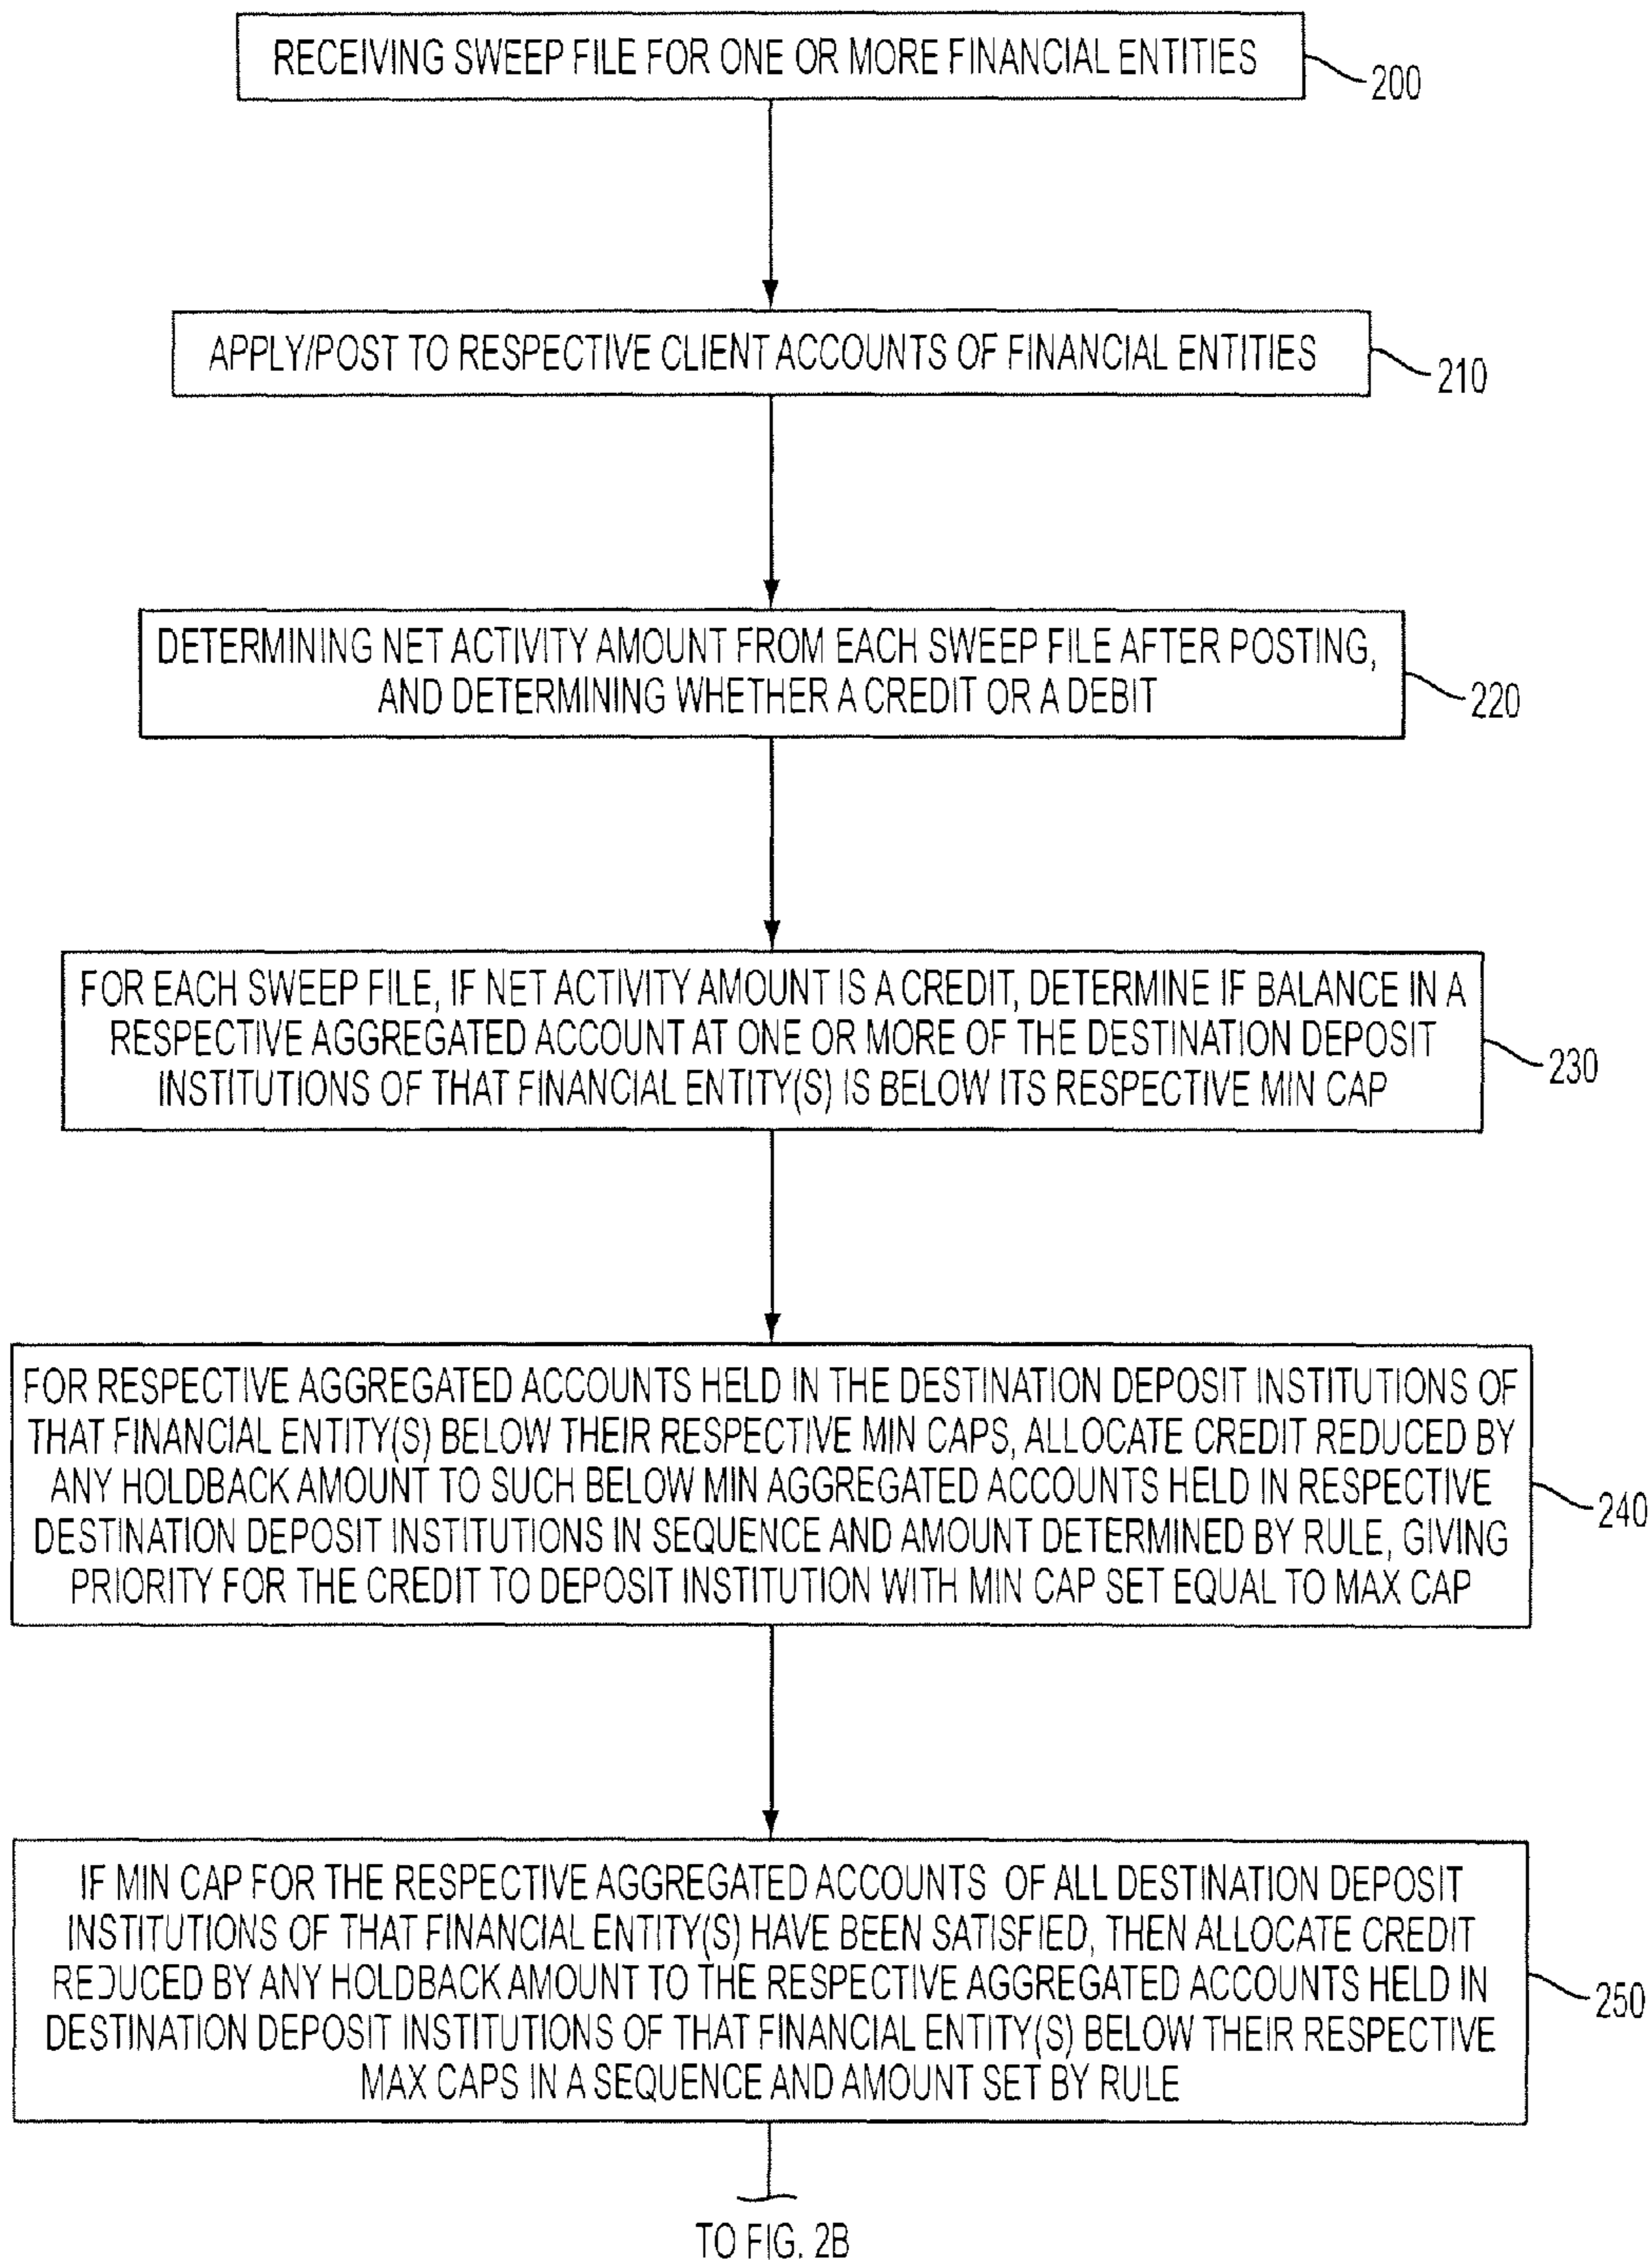 RECEIVING SWEEP FILE FOR ONE OR MORE FINANCIAL ENTITIES
200
APPLY/POST TO RESPECTIVE CLIENT ACCOUNTS OF FINANCIAL ENTITIES
210
DETERMINING NET ACTIVITY AMOUNT FROM EACH SWEEP FILE AFTER POSTING,
AND DETERMINING WHETHER A CREDIT OR A DEBIT
220
FOR EACH SWEEP FILE, IF NET ACTIVITY AMOUNT IS A CREDIT, DETERMINE IF BALANCE IN A
RESPECTIVE AGGREGATED ACCOUNT AT ONE OR MORE OF THE DESTINATION DEPOSIT
INSTITUTIONS OF THAT FINANCIAL ENTITY(S) IS BELOW ITS RESPECTIVE MIN CAP
230
FOR RESPECTIVE AGGREGATED ACCOUNTS HELD IN THE DESTINATION DEPOSIT INSTITUTIONS OF
THAT FINANCIAL ENTITY(S) BELOW THEIR RESPECTIVE MIN CAPS, ALLOCATE CREDIT REDUCED BY
ANY HOLDBACK AMOUNT TO SUCH BELOW MIN AGGREGATED ACCOUNTS HELD IN RESPECTIVE
DESTINATION DEPOSIT INSTITUTIONS IN SEQUENCE AND AMOUNT DETERMINED BY RULE, GIVING
PRIORITY FOR THE CREDIT TO DEPOSIT INSTITUTION WITH MIN CAP SET EQUAL TO MAX CAP
240
IF MIN CAP FOR THE RESPECTIVE AGGREGATED ACCOUNTS OF ALL DESTINATION DEPOSIT
INSTITUTIONS OF THAT FINANCIAL ENTITY(S) HAVE BEEN SATISFIED, THEN ALLOCATE CREDIT
REDUCED BY ANY HOLDBACK AMOUNT TO THE RESPECTIVE AGGREGATED ACCOUNTS HELD IN
DESTINATION DEPOSIT INSTITUTIONS OF THAT FINANCIAL ENTITY(S) BELOW THEIR RESPECTIVE
MAX CAPS IN A SEQUENCE AND AMOUNT SET BY RULE
250
TO FIG. 2B